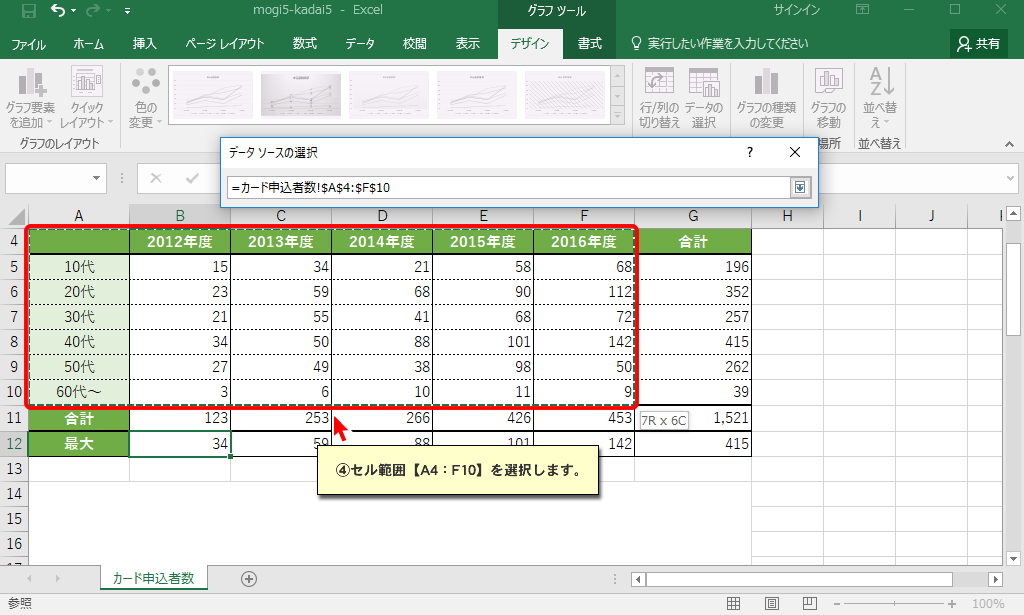 mogi5-kadai5 - Excel
グラフ ツール
サインイン
ファイル ホーム 挿入 ページ レイアウト 数式 データ 校閲 表示 デザイン 書式 実行したい作業を入力してください 共有
グラフ要素を追加
クイックレイアウト
色の変更
行/列の切り替え
データの選択
グラフの種類の変更
グラフの移動
並べ替え
グラフのレイアウト 場所 並べ替え
データ ソースの選択 ?
=カード申込者数!$A$4:$F$10
A B C D E F G H I J
4 2012年度 2013年度 2014年度 2015年度 2016年度 合計
5 10代 15 34 21 58 68 196
6 20代 23 59 68 90 112 352
7 30代 21 55 41 68 72 257
8 40代 34 50 88 101 142 415
9 50代 27 49 38 98 50 262
10 60代～ 3 6 10 11 9 39
11 合計 123 253 266 426 453 1,521
7R x 6C
12 最大 34 59 88 101 142 415
④セル範囲【A4：F10】を選択します。
13
14
15
16
カード申込者数
参照 100%